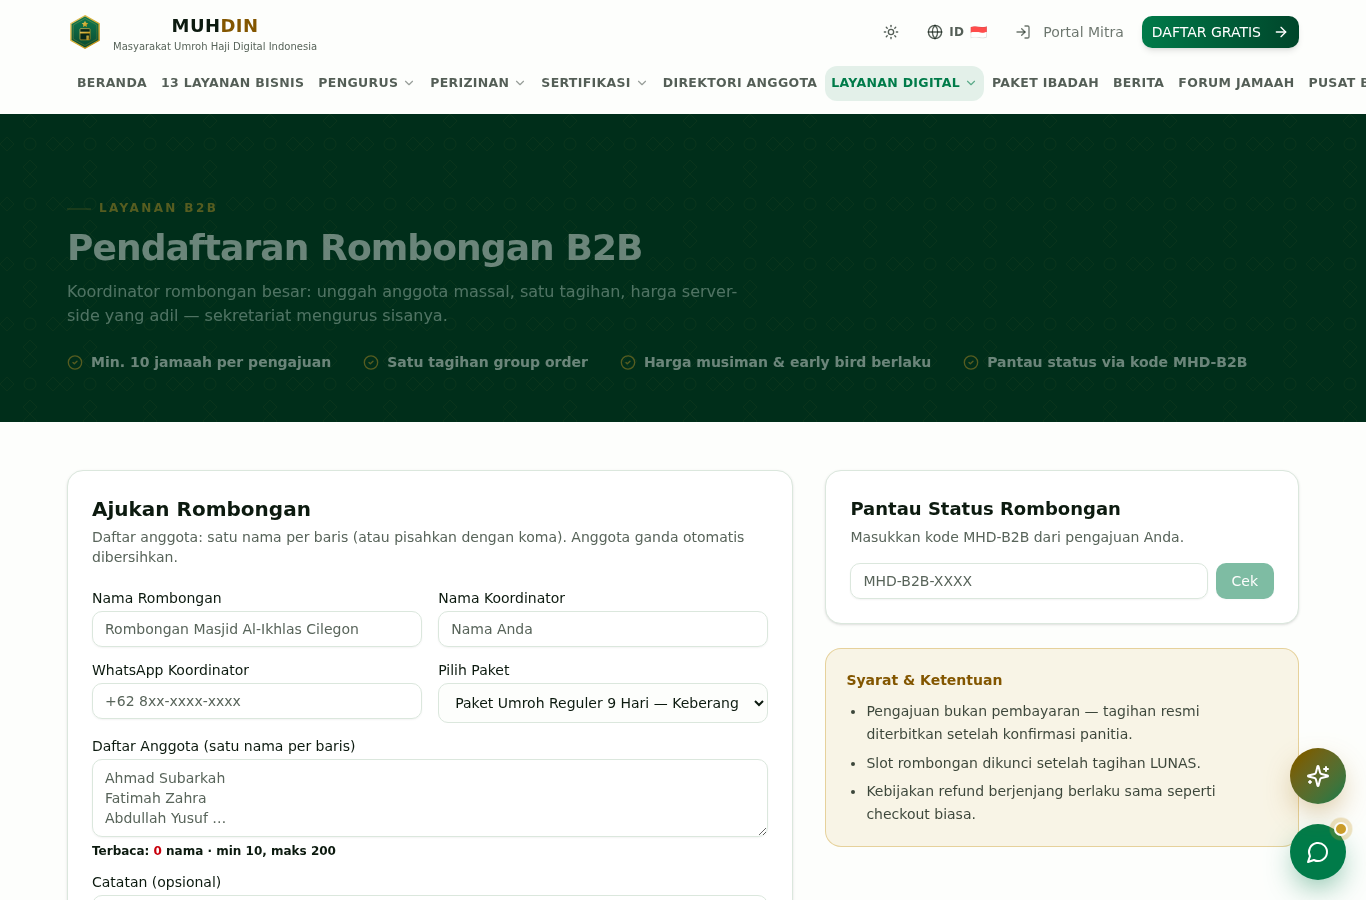 MUHDIN
Masyarakat Umroh Haji Digital Indonesia
ID
Portal Mitra
DAFTAR GRATIS
BERANDA
13 LAYANAN BISNIS
PENGURUS
PERIZINAN
SERTIFIKASI
DIREKTORI ANGGOTA
LAYANAN DIGITAL
PAKET IBADAH
BERITA
FORUM JAMAAH
PUSAT
LAYANAN B2B
Pendaftaran Rombongan B2B
Koordinator rombongan besar: unggah anggota massal, satu tagihan, harga server-
side yang adil — sekretariat mengurus sisanya.
Min. 10 jamaah per pengajuan
Satu tagihan group order
Harga musiman & early bird berlaku
Pantau status via kode MHD-B2B
Ajukan Rombongan
Daftar anggota: satu nama per baris (atau pisahkan dengan koma). Anggota ganda otomatis
dibersihkan.
Nama Rombongan
Rombongan Masjid Al-Ikhlas Cilegon
Nama Koordinator
Nama Anda
WhatsApp Koordinator
+62 8xx-xxxx-xxxx
Pilih Paket
Paket Umroh Reguler 9 Hari — Keberang
Daftar Anggota (satu nama per baris)
Ahmad Subarkah
Fatimah Zahra
Abdullah Yusuf ...
Terbaca: 0 nama · min 10, maks 200
Catatan (opsional)
Pantau Status Rombongan
Masukkan kode MHD-B2B dari pengajuan Anda.
MHD-B2B-XXXX
Cek
Syarat & Ketentuan
Pengajuan bukan pembayaran — tagihan resmi
diterbitkan setelah konfirmasi panitia.
Slot rombongan dikunci setelah tagihan LUNAS.
Kebijakan refund berjenjang berlaku sama seperti
checkout biasa.